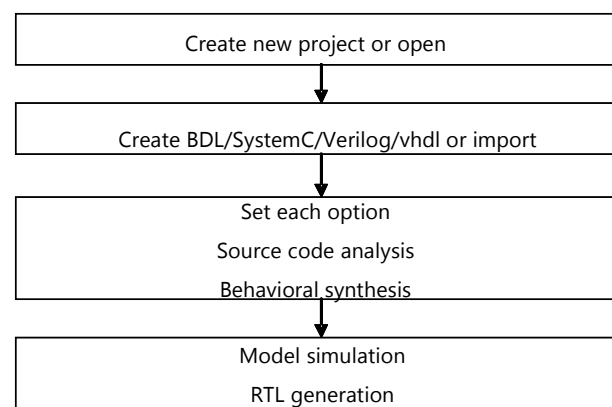 Create new project or open
Create BDL/SystemC/Verilog/vhdl or import
Set each option
Source code analysis
Behavioral synthesis
Model simulation
RTL generation